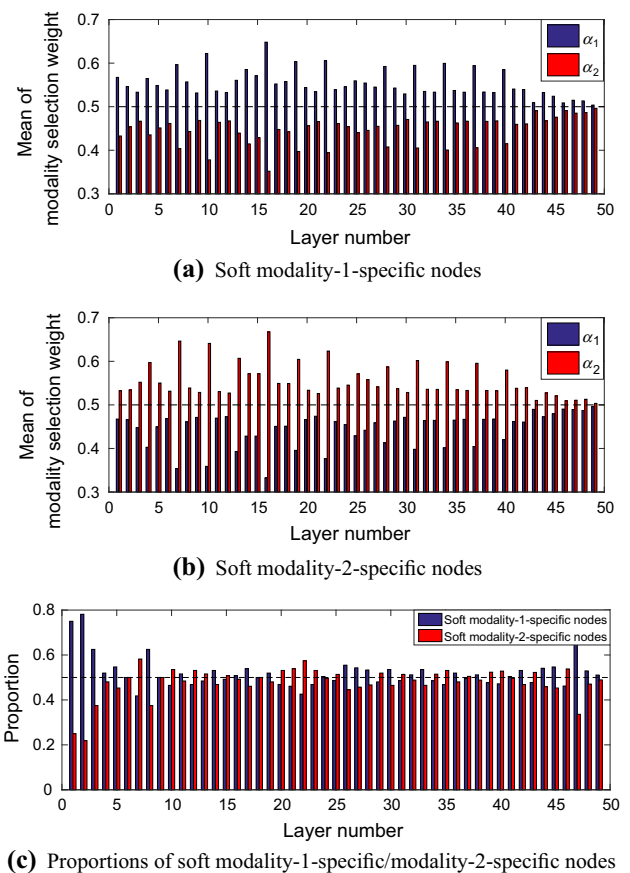 0.7
0.6
0.5
0.4
0.3
Mean of
modality selection weight
α1
α2
0 5 10 15 20 25 30 35 40 45 50
Layer number
(a) Soft modality-1-specific nodes
0.7
0.6
0.5
0.4
0.3
Mean of
modality selection weight
α1
α2
0 5 10 15 20 25 30 35 40 45 50
Layer number
(b) Soft modality-2-specific nodes
0.8
0.6
0.4
0.2
0
Proportion
Soft modality-1-specific nodes
Soft modality-2-specific nodes
0 5 10 15 20 25 30 35 40 45 50
Layer number
(c) Proportions of soft modality-1-specific/modality-2-specific nodes